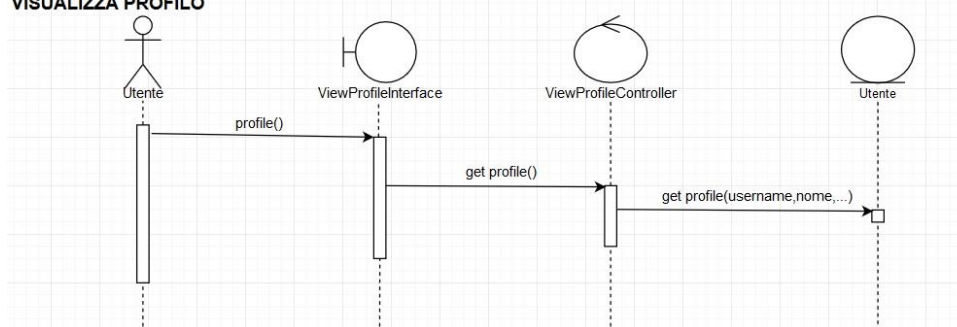 VISUALIZZA PROFILO
Utente
ViewProfileInterface
ViewProfileController
Utente
profile()
get profile()
get profile(username,nome,...)